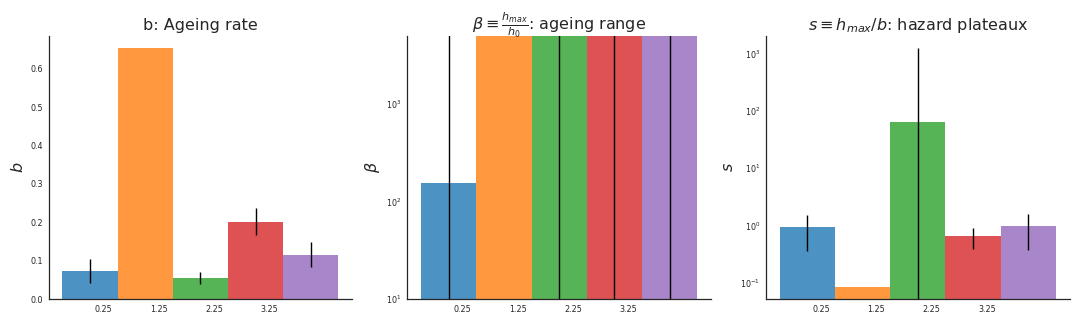 b: Ageing rate
b
0.6
0.5
0.4
0.3
0.2
0.1
0.0
0.25 1.25 2.25 3.25
β ≡ h_max/h_0: ageing range
β
10^3
10^2
10^1
0.25 1.25 2.25 3.25
s ≡ h_max/b: hazard plateaux
s
10^3
10^2
10^1
10^0
10^−1
0.25 1.25 2.25 3.25